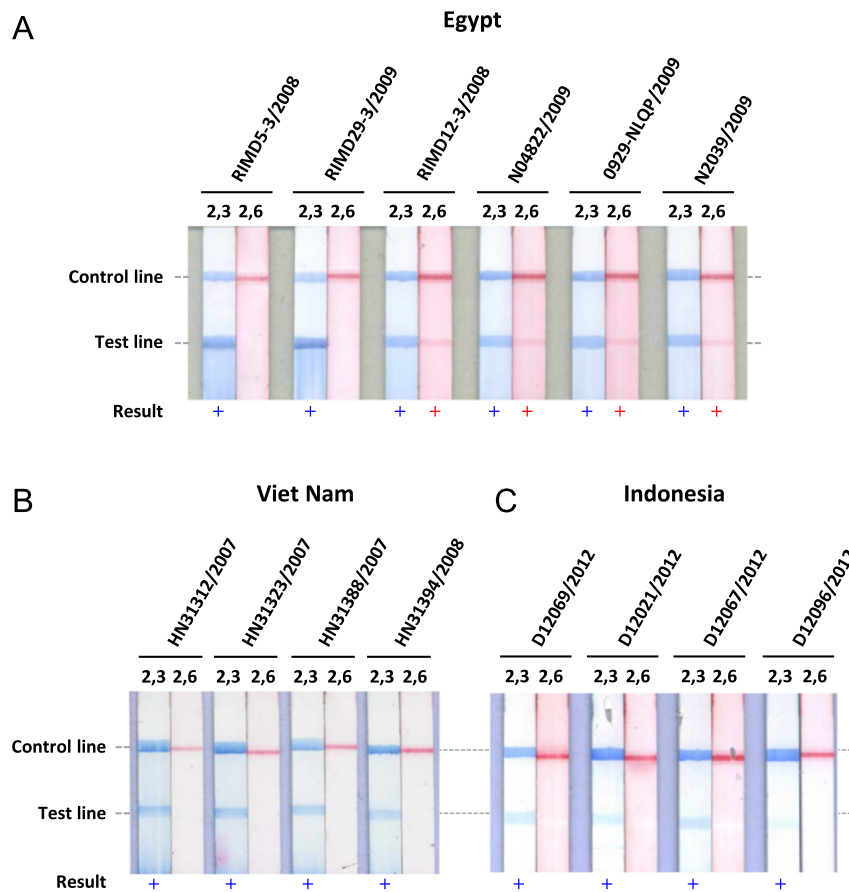 A
Egypt
RIMD5-3/2008
RIMD29-3/2009
RIMD12-3/2008
N04822/2009
0929-NLQP/2009
N2039/2009
2,3 2,6 2,3 2,6 2,3 2,6 2,3 2,6 2,3 2,6 2,3 2,6
Control line
Test line
Result + + + + + + + + + +
B
Viet Nam
HN31312/2007
HN31323/2007
HN31388/2007
HN31394/2008
2,3 2,6 2,3 2,6 2,3 2,6 2,3 2,6
Control line
Test line
Result + + + +
C
Indonesia
D12069/2012
D12021/2012
D12067/2012
D12096/2012
2,3 2,6 2,3 2,6 2,3 2,6 2,3 2,6
+ + + +